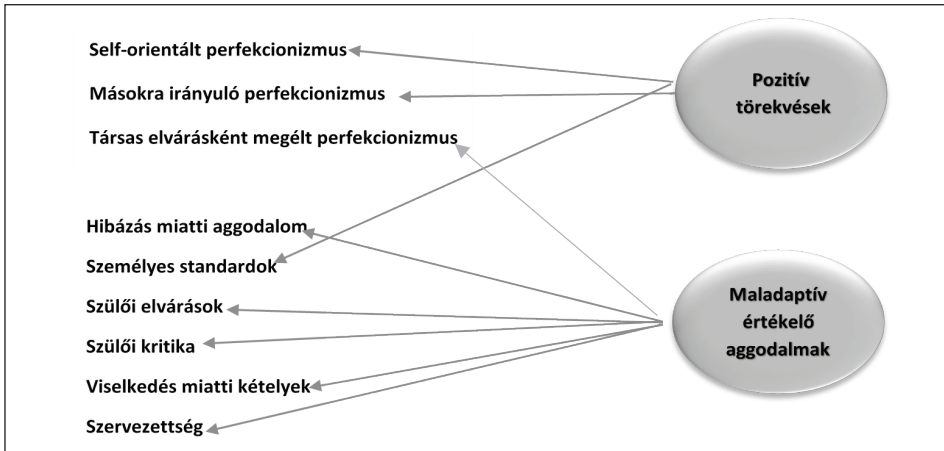 Self-orientált perfekcionizmus
Másokra irányuló perfekcionizmus
Társas elvárásként megélt perfekcionizmus
Hibázás miatti aggodalom
Személyes standardok
Szülői elvárások
Szülői kritika
Viselkedés miatti kételyek
Szervezettség
Pozitív
törekvések
Maladaptív
értékelő
aggodalmak